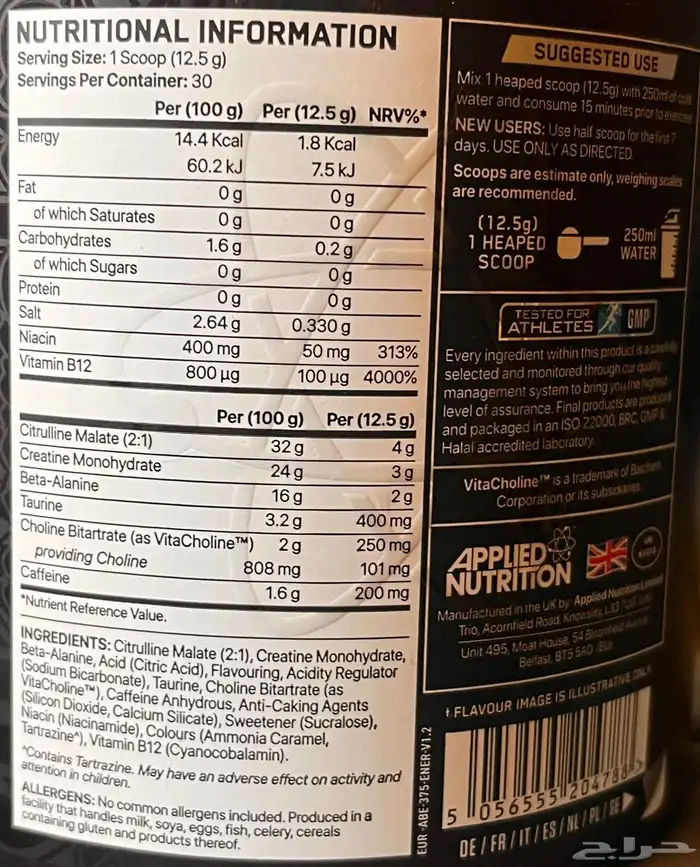 NUTRITIONAL INFORMATION
Serving Size: 1 Scoop (12.5 g)
Servings Per Container: 30
Per (100 g) Per (12.5 g) NRV%*
Energy 14.4 Kcal 1.8 Kcal
60.2 kJ 7.5 kJ
Fat 0 g 0 g
of which Saturates 0 g 0 g
Carbohydrates 1.6 g 0.2 g
of which Sugars 0 g 0 g
Protein 0 g 0 g
Salt 2.64 g 0.330 g
Niacin 400 mg 50 mg 313%
Vitamin B12 800 µg 100 µg 4000%
Per (100 g) Per (12.5 g)
Citrulline Malate (2:1) 32 g 4 g
Creatine Monohydrate 24 g 3 g
Beta-Alanine 16 g 2 g
Taurine 3.2 g 400 mg
Choline Bitartrate (as VitaCholine™) 2 g 250 mg
providing Choline 808 mg 101 mg
Caffeine 1.6 g 200 mg
*Nutrient Reference Value.
INGREDIENTS: Citrulline Malate (2:1), Creatine Monohydrate,
Beta-Alanine, Acid (Citric Acid), Flavouring, Acidity Regulator
(Sodium Bicarbonate), Taurine, Choline Bitartrate (as
VitaCholine™), Caffeine Anhydrous, Anti-Caking Agents
(Silicon Dioxide, Calcium Silicate), Sweetener (Sucralose),
Niacin (Niacinamide), Colours (Ammonia Caramel,
Tartrazine^), Vitamin B12 (Cyanocobalamin).
^Contains Tartrazine. May have an adverse effect on activity and
attention in children.
ALLERGENS: No common allergens included. Produced in a
facility that handles milk, soya, eggs, fish, celery, cereals
containing gluten and products thereof.
EUR-ABE-375-ENER-V1.2
SUGGESTED USE
Mix 1 heaped scoop (12.5g) with 250ml of cold
water and consume 15 minutes prior to exercise
NEW USERS: Use half scoop for the first 7
days. USE ONLY AS DIRECTED
Scoops are estimate only, weighing scales
are recommended.
(12.5g)
1 HEAPED
SCOOP
250ml
WATER
TESTED FOR
ATHLETES
GMP
Every ingredient within this product is a carefully
selected and monitored through our quality
management system to bring you the highest
level of assurance. Final products are produced
and packaged in an ISO 22000, BRC, GMP &
Halal accredited laboratory.
VitaCholine™ is a trademark of Balchem
Corporation or its subsidiaries.
APPLIED
NUTRITION
Manufactured in the UK by: Applied Nutrition Limited
Trio, Acornfield Road, Knowsley, L33
Unit 495, Moat House, 54 Bloomfield Avenue
Belfast, BT5 5AD
† FLAVOUR IMAGE IS ILLUSTRATIVE ONLY
5 056555 204788
DE / FR / IT / ES / NL / PL / SE
حراج